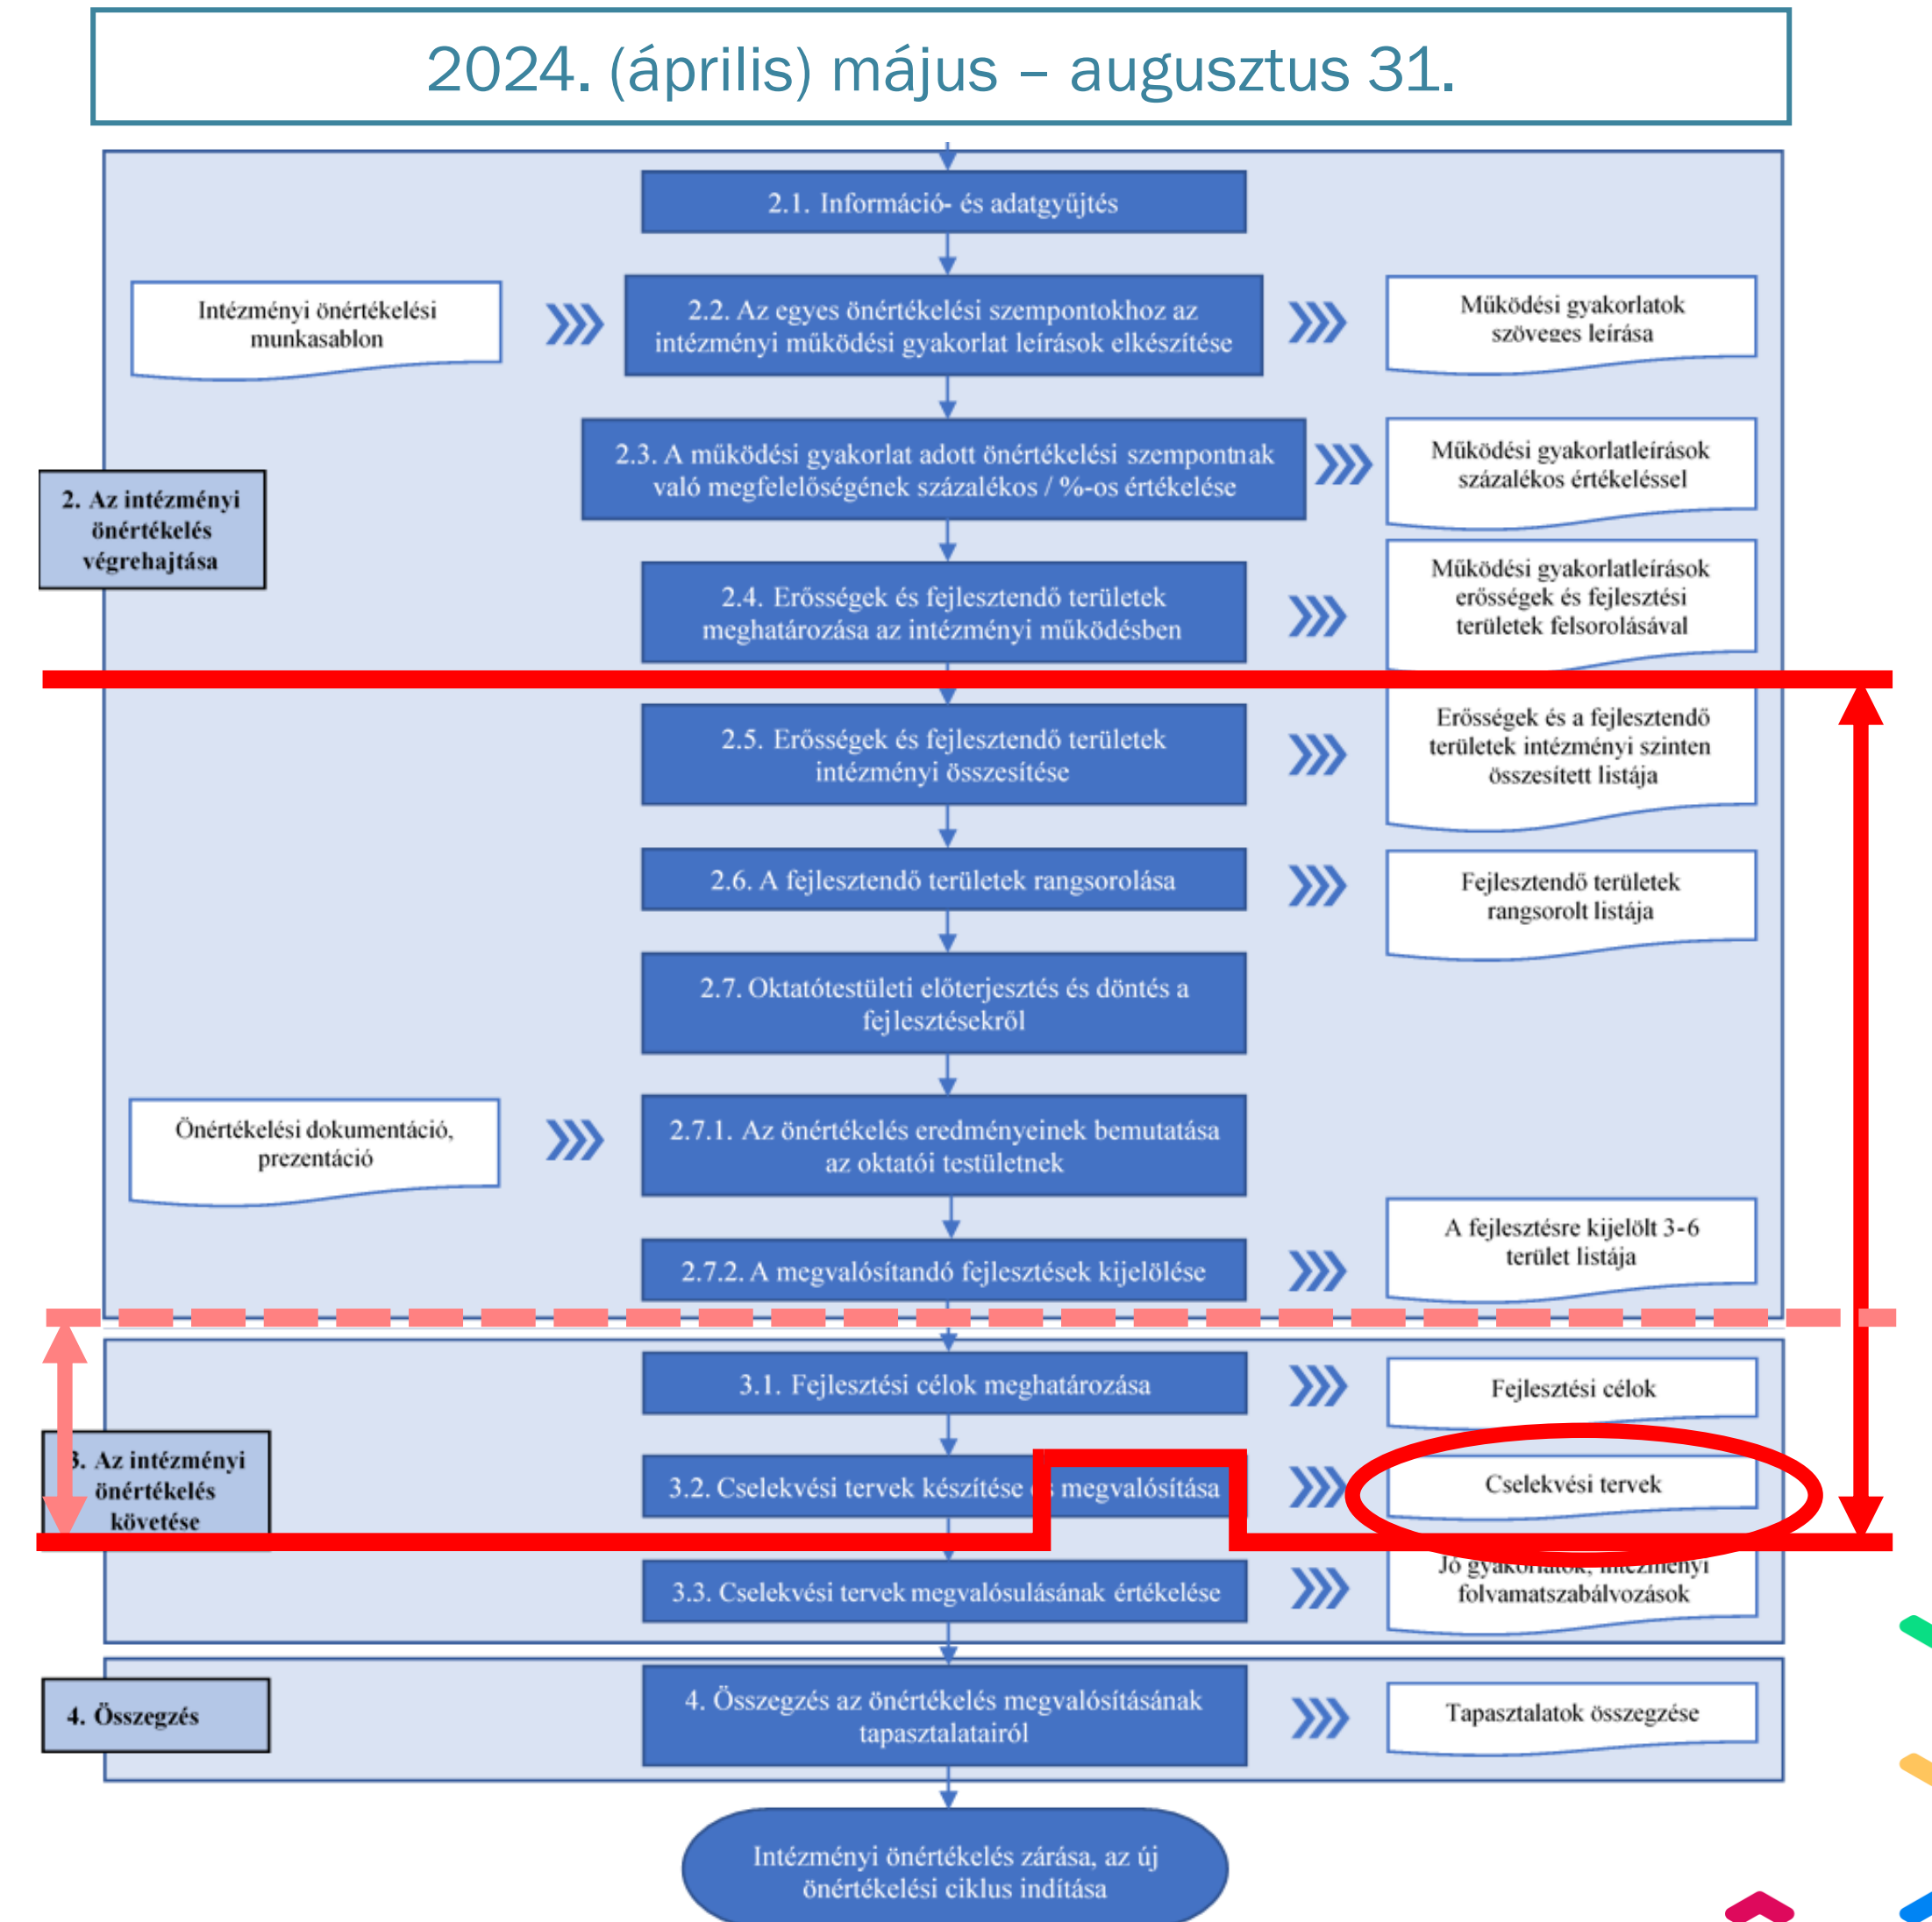 2024. (április) május – augusztus 31.
2.1. Információ- és adatgyűjtés
Intézményi önértékelési
munkasablon
2.2. Az egyes önértékelési szempontokhoz az
intézményi működési gyakorlat leírások elkészítése
Működési gyakorlatok
szöveges leírása
2.3. A működési gyakorlat adott önértékelési szempontnak
való megfelelőségének százalékos / %-os értékelése
Működési gyakorlatleírások
százalékos értékeléssel
2. Az intézményi
önértékelés
végrehajtása
2.4. Erősségek és fejlesztendő területek
meghatározása az intézményi működésben
Működési gyakorlatleírások
erősségek és fejlesztési
területek felsorolásával
2.5. Erősségek és fejlesztendő területek
intézményi összesítése
Erősségek és a fejlesztendő
területek intézményi szinten
összesített listája
2.6. A fejlesztendő területek rangsorolása
Fejlesztendő területek
rangsorolt listája
2.7. Oktatótestületi előterjesztés és döntés a
fejlesztésekről
Önértékelési dokumentáció,
prezentáció
2.7.1. Az önértékelés eredményeinek bemutatása
az oktatói testületnek
2.7.2. A megvalósítandó fejlesztések kijelölése
A fejlesztésre kijelölt 3-6
terület listája
3.1. Fejlesztési célok meghatározása
Fejlesztési célok
3. Az intézményi
önértékelés
követése
3.2. Cselekvési tervek készítése és megvalósítása
Cselekvési tervek
3.3. Cselekvési tervek megvalósulásának értékelése
Jó gyakorlatok, intézményi
folyamatszabályozások
4. Összegzés
4. Összegzés az önértékelés megvalósításának
tapasztalatairól
Tapasztalatok összegzése
Intézményi önértékelés zárása, az új
önértékelési ciklus indítása